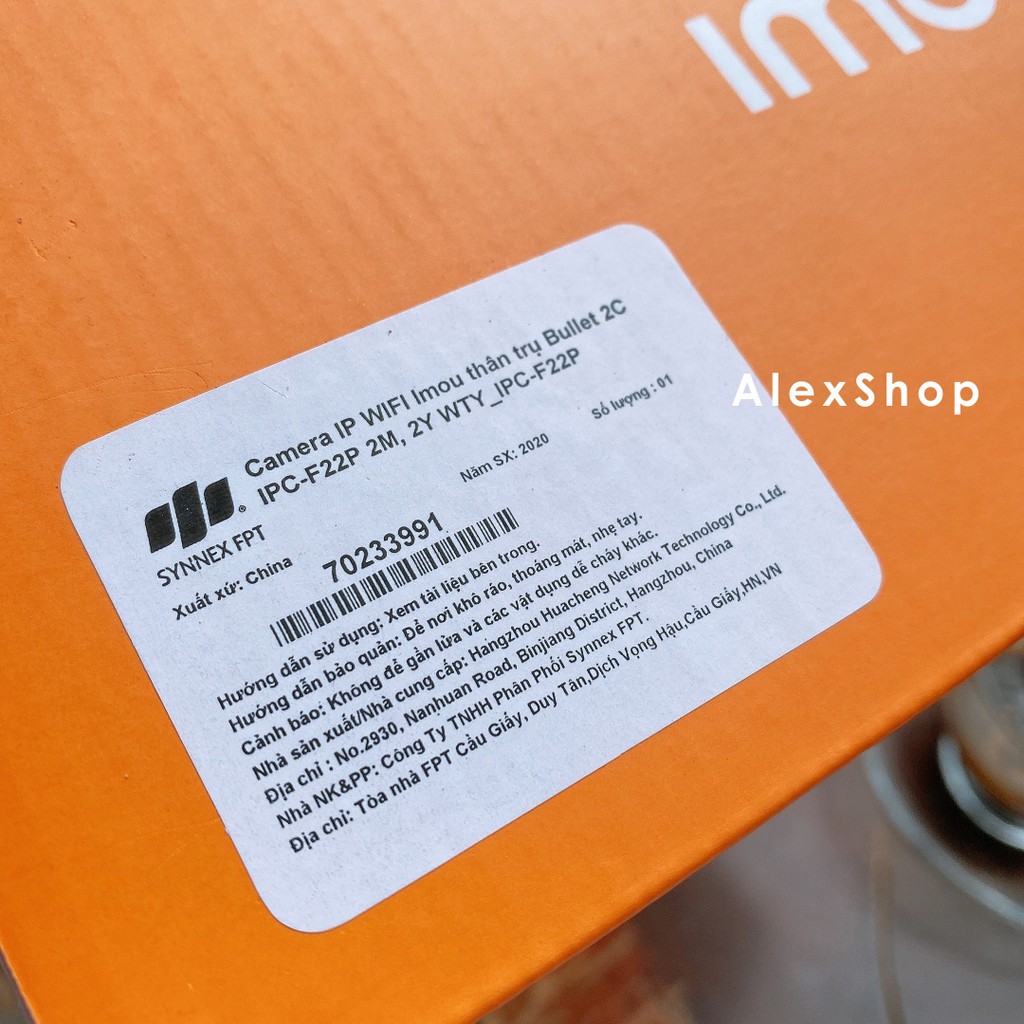 Imou
AlexShop
Camera IP WIFI Imou thân trụ Bullet 2C
IPC-F22P 2M, 2Y WTY _IPC-F22P
SYNNEX FPT
Năm SX: 2020
Số lượng : 01
Xuất xứ: China
70233991
Hướng dẫn sử dụng: Xem tài liệu bên trong.
Hướng dẫn bảo quản: Để nơi khô ráo, thoáng mát, nhẹ tay.
Cảnh báo: Không để gần lửa và các vật dụng dễ cháy khác.
Nhà sản xuất/Nhà cung cấp: Hangzhou Huacheng Network Technology Co., Ltd.
Địa chỉ : No.2930, Nanhuan Road, Binjiang District, Hangzhou, China
Nhà NK&PP: Công Ty TNHH Phân Phối Synnex FPT.
Địa chỉ: Tòa nhà FPT Cầu Giấy, Duy Tân,Dịch Vọng Hậu,Cầu Giấy,HN,VN